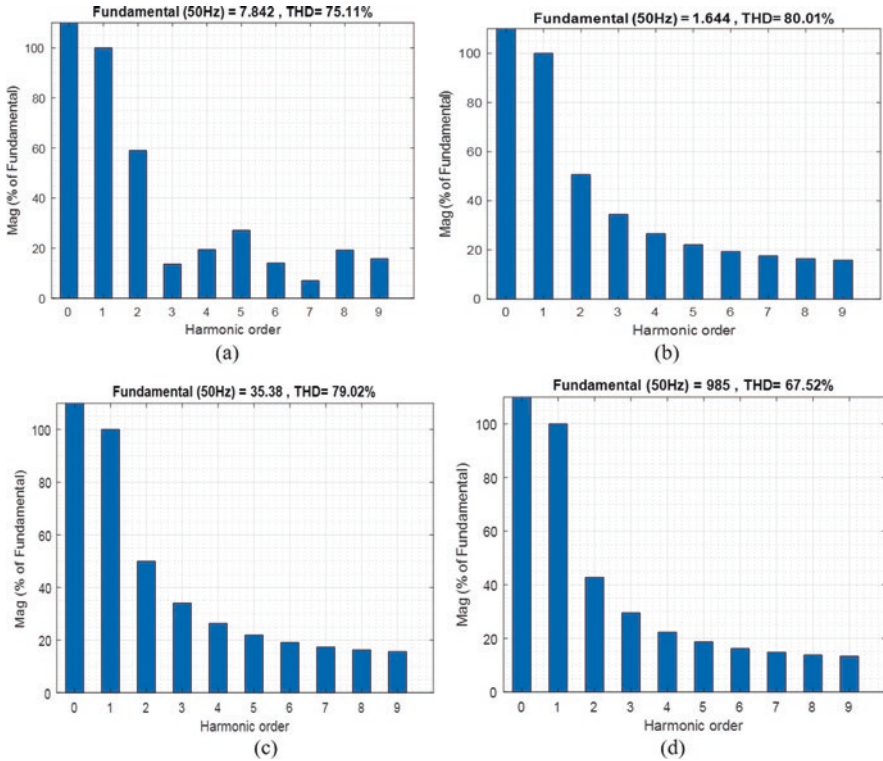 Fundamental (50Hz) = 7.842 , THD= 75.11%
Mag (% of Fundamental)
100
80
60
40
20
0
0 1 2 3 4 5 6 7 8 9
Harmonic order
(a)
Fundamental (50Hz) = 1.644 , THD= 80.01%
Mag (% of Fundamental)
100
80
60
40
20
0
0 1 2 3 4 5 6 7 8 9
Harmonic order
(b)
Fundamental (50Hz) = 35.38 , THD= 79.02%
Mag (% of Fundamental)
100
80
60
40
20
0
0 1 2 3 4 5 6 7 8 9
Harmonic order
(c)
Fundamental (50Hz) = 985 , THD= 67.52%
Mag (% of Fundamental)
100
80
60
40
20
0
0 1 2 3 4 5 6 7 8 9
Harmonic order
(d)